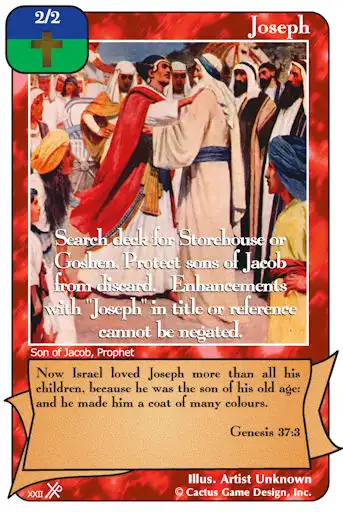 2/2
Joseph
Search deck for Storehouse or
Goshen. Protect sons of Jacob
from discard. Enhancements
with "Joseph" in title or reference
cannot be negated.
Son of Jacob, Prophet
Now Israel loved Joseph more than all his
children, because he was the son of his old age:
and he made him a coat of many colours.
Genesis 37:3
XXII
Illus. Artist Unknown
© Cactus Game Design, Inc.